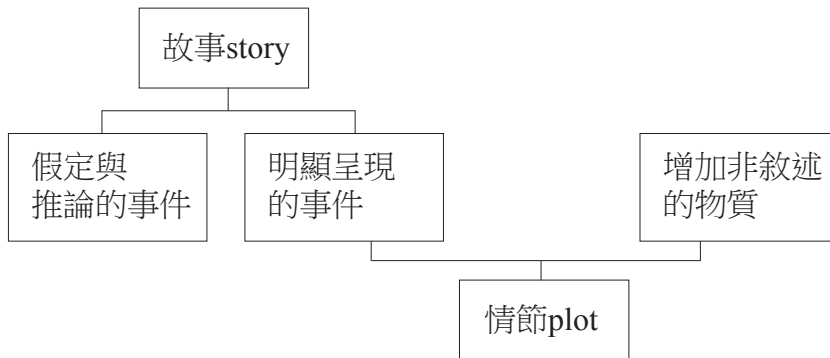 故事story
假定與
推論的事件
明顯呈現
的事件
增加非敘述
的物質
情節plot